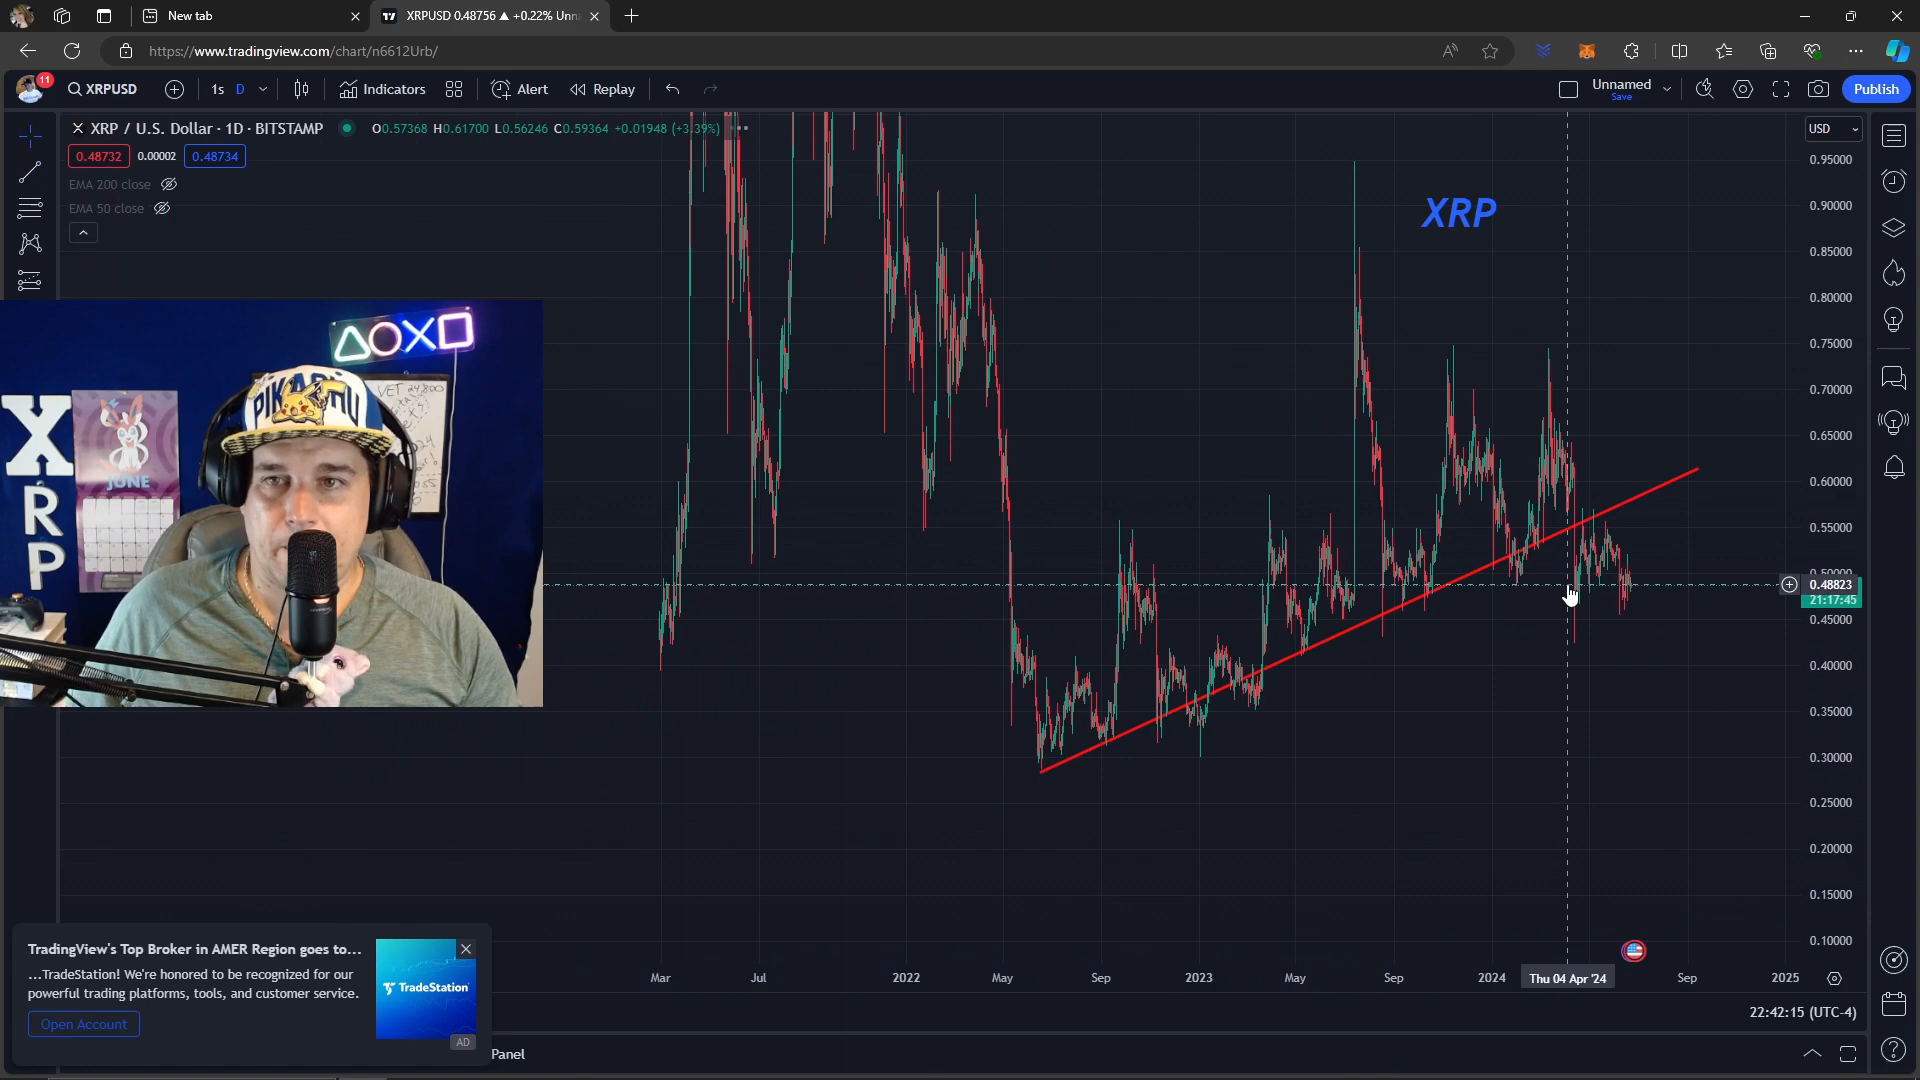 New tab
XRPUSD 0.48756 ▲ +0.22% Unn
https://www.tradingview.com/chart/n6612Urb/
11
XRPUSD
1s
D
Indicators
Alert
Replay
Unnamed
Save
Publish
XRP / U.S. Dollar · 1D · BITSTAMP
O0.57368 H0.61700 L0.56246 C0.59364 +0.01948 (+3.39%)
USD
0.48732
0.00002
0.48734
EMA 200 close
EMA 50 close
XRP
0.95000
0.90000
0.85000
0.80000
0.75000
0.70000
0.65000
0.60000
0.55000
0.50000
0.48823
21:17:45
0.45000
0.40000
0.35000
0.30000
0.25000
0.20000
0.15000
0.10000
XRP
PIKACHU
JUNE
VET 24,800
Mar
Jul
2022
May
Sep
2023
May
Sep
2024
Thu 04 Apr '24
Sep
2025
22:42:15 (UTC-4)
TradingView's Top Broker in AMER Region goes to...
...TradeStation! We're honored to be recognized for our
powerful trading platforms, tools, and customer service.
Open Account
TradeStation
AD
Panel